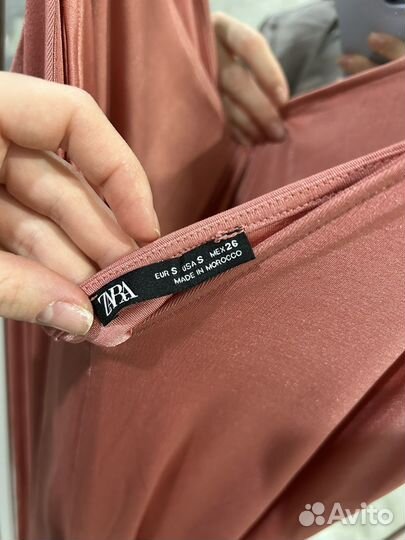 ZARA
EUR S USA S MEX 26
MADE IN MOROCCO
Avito